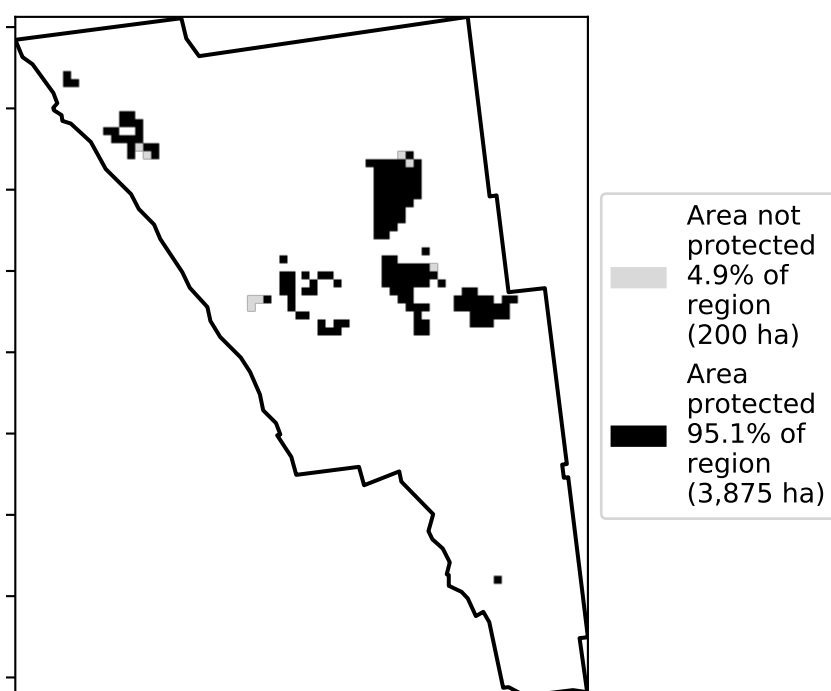 Area not
protected
4.9% of
region
(200 ha)
Area
protected
95.1% of
region
(3,875 ha)